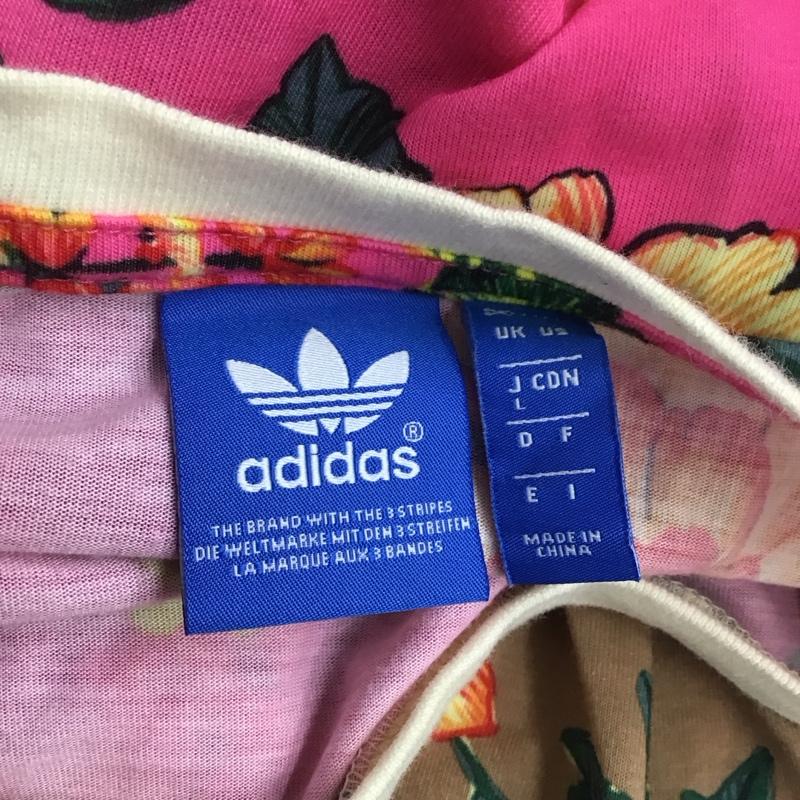 adidas®
THE BRAND WITH THE 3 STRIPES
DIE WELTMARKE MIT DEN 3 STREIFEN
LA MARQUE AUX 3 BANDES
UK US
J CDN
L
D F
E I
MADE IN
CHINA